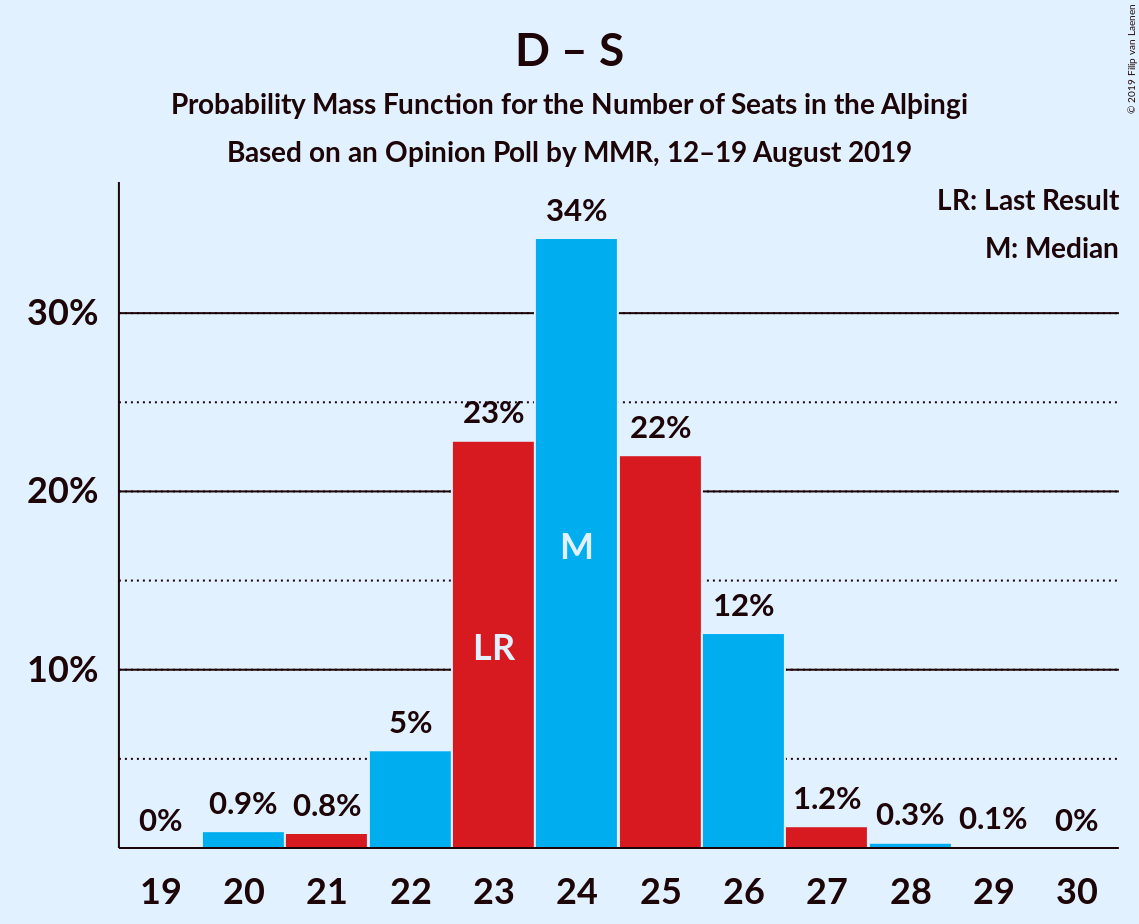 D – S
Probability Mass Function for the Number of Seats in the Alþingi
Based on an Opinion Poll by MMR, 12–19 August 2019
© 2019 Filip van Laenen
LR: Last Result
M: Median
34%
30%
23%
22%
20%
M
12%
LR
10%
5%
0%
0.9%
0.8%
1.2%
0.3%
0.1%
0%
19 20 21 22 23 24 25 26 27 28 29 30